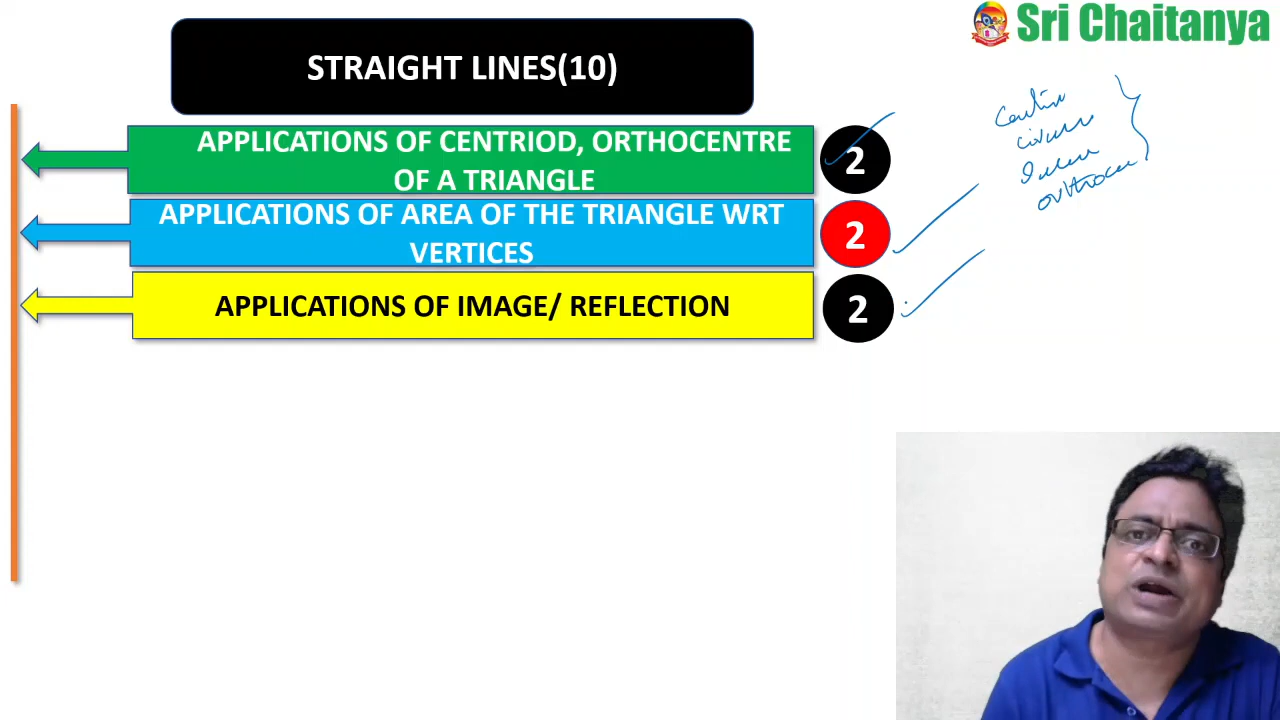 Sri Chaitanya
STRAIGHT LINES(10)
APPLICATIONS OF CENTRIOD, ORTHOCENTRE
OF A TRIANGLE
2
APPLICATIONS OF AREA OF THE TRIANGLE WRT
VERTICES
2
APPLICATIONS OF IMAGE/ REFLECTION
2